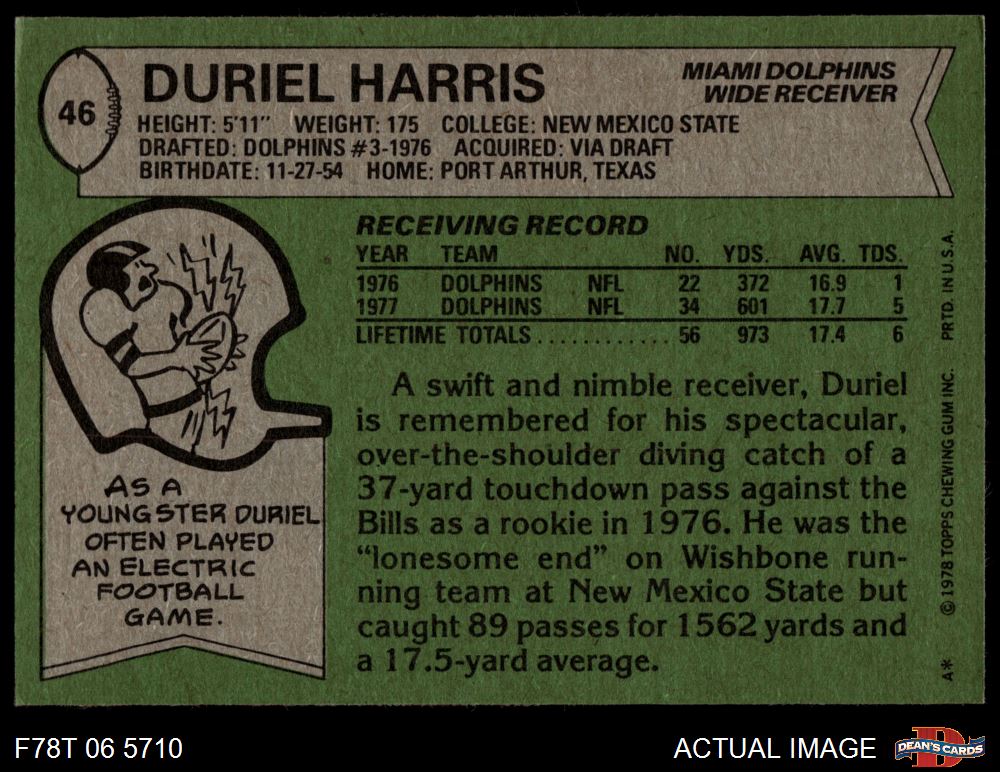 46
DURIEL HARRIS
MIAMI DOLPHINS
WIDE RECEIVER
HEIGHT: 5'11" WEIGHT: 175 COLLEGE: NEW MEXICO STATE
DRAFTED: DOLPHINS #3-1976 ACQUIRED: VIA DRAFT
BIRTHDATE: 11-27-54 HOME: PORT ARTHUR, TEXAS
RECEIVING RECORD
YEAR TEAM NO. YDS. AVG. TDS.
1976 DOLPHINS NFL 22 372 16.9 1
1977 DOLPHINS NFL 34 601 17.7 5
LIFETIME TOTALS............ 56 973 17.4 6
A swift and nimble receiver, Duriel
is remembered for his spectacular,
over-the-shoulder diving catch of a
37-yard touchdown pass against the
Bills as a rookie in 1976. He was the
“lonesome end” on Wishbone run-
ning team at New Mexico State but
caught 89 passes for 1562 yards and
a 17.5-yard average.
AS A
YOUNGSTER DURIEL
OFTEN PLAYED
AN ELECTRIC
FOOTBALL
GAME.
A* © 1978 TOPPS CHEWING GUM INC. PRTD. IN U.S.A.
F78T 06 5710
ACTUAL IMAGE
D
DEAN'S CARDS